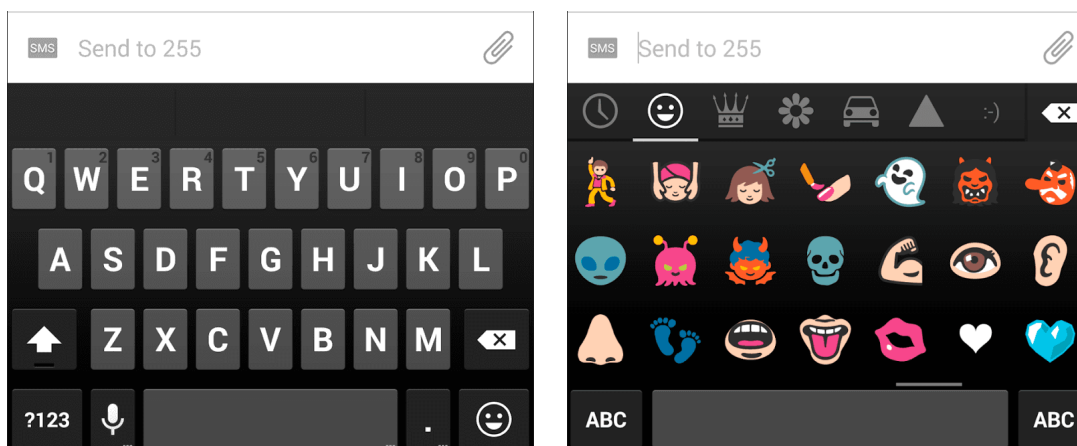 SMS Send to 255
1 2 3 4 5 6 7 8 9 0
Q W E R T Y U I O P
A S D F G H J K L
Z X C V B N M
?123 .
SMS Send to 255
:-)
ABC ABC